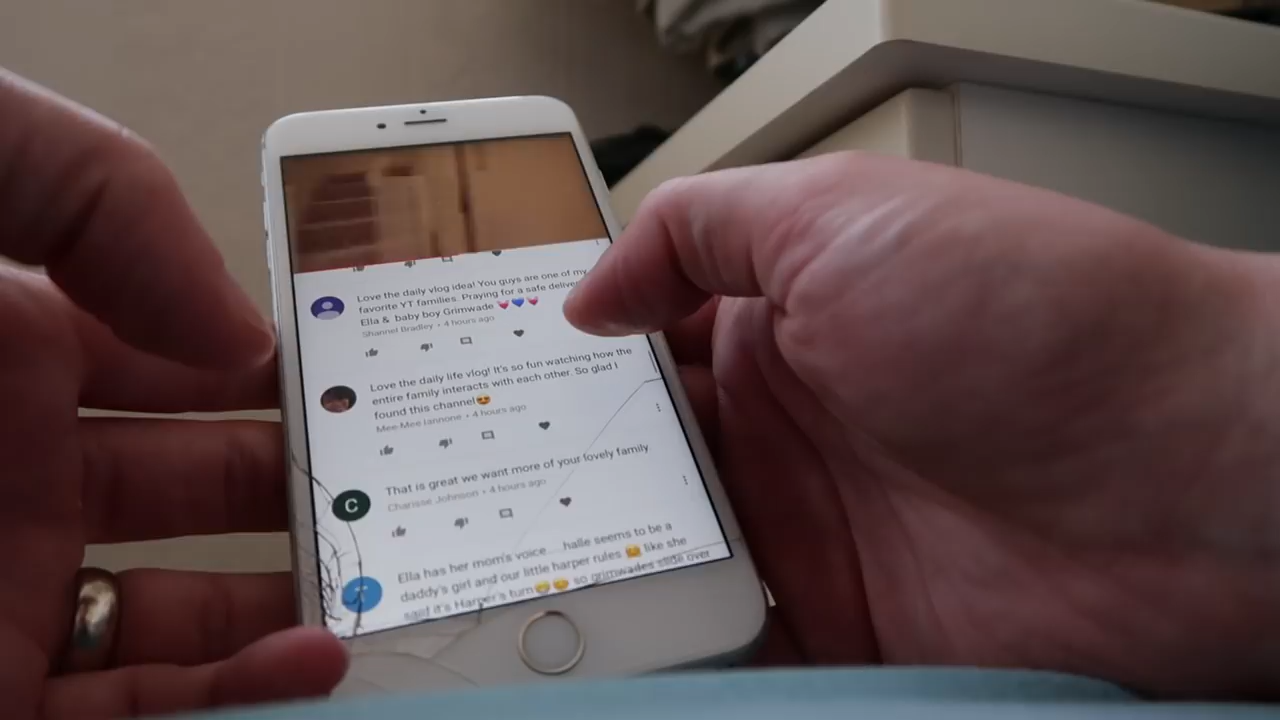 Love the daily vlog idea! You guys are one of my
favorite YT families. Praying for a safe
Ella & baby boy Grimwade 💓💙💓
Shannel Bradley • 4 hours ago
Love the daily life vlog! It's so fun watching how the
entire family interacts with each other. So glad I
found this channel😍
Mee-Mee Iannone • 4 hours ago
C
That is great we want more of your lovely family.
Charisse Johnson • 4 hours ago
Ella has her mom's voice.... halle seems to be a
daddy's girl and our little harper rules 😄 like she
said it's Harper's turn😁😄 so grimwades slide over